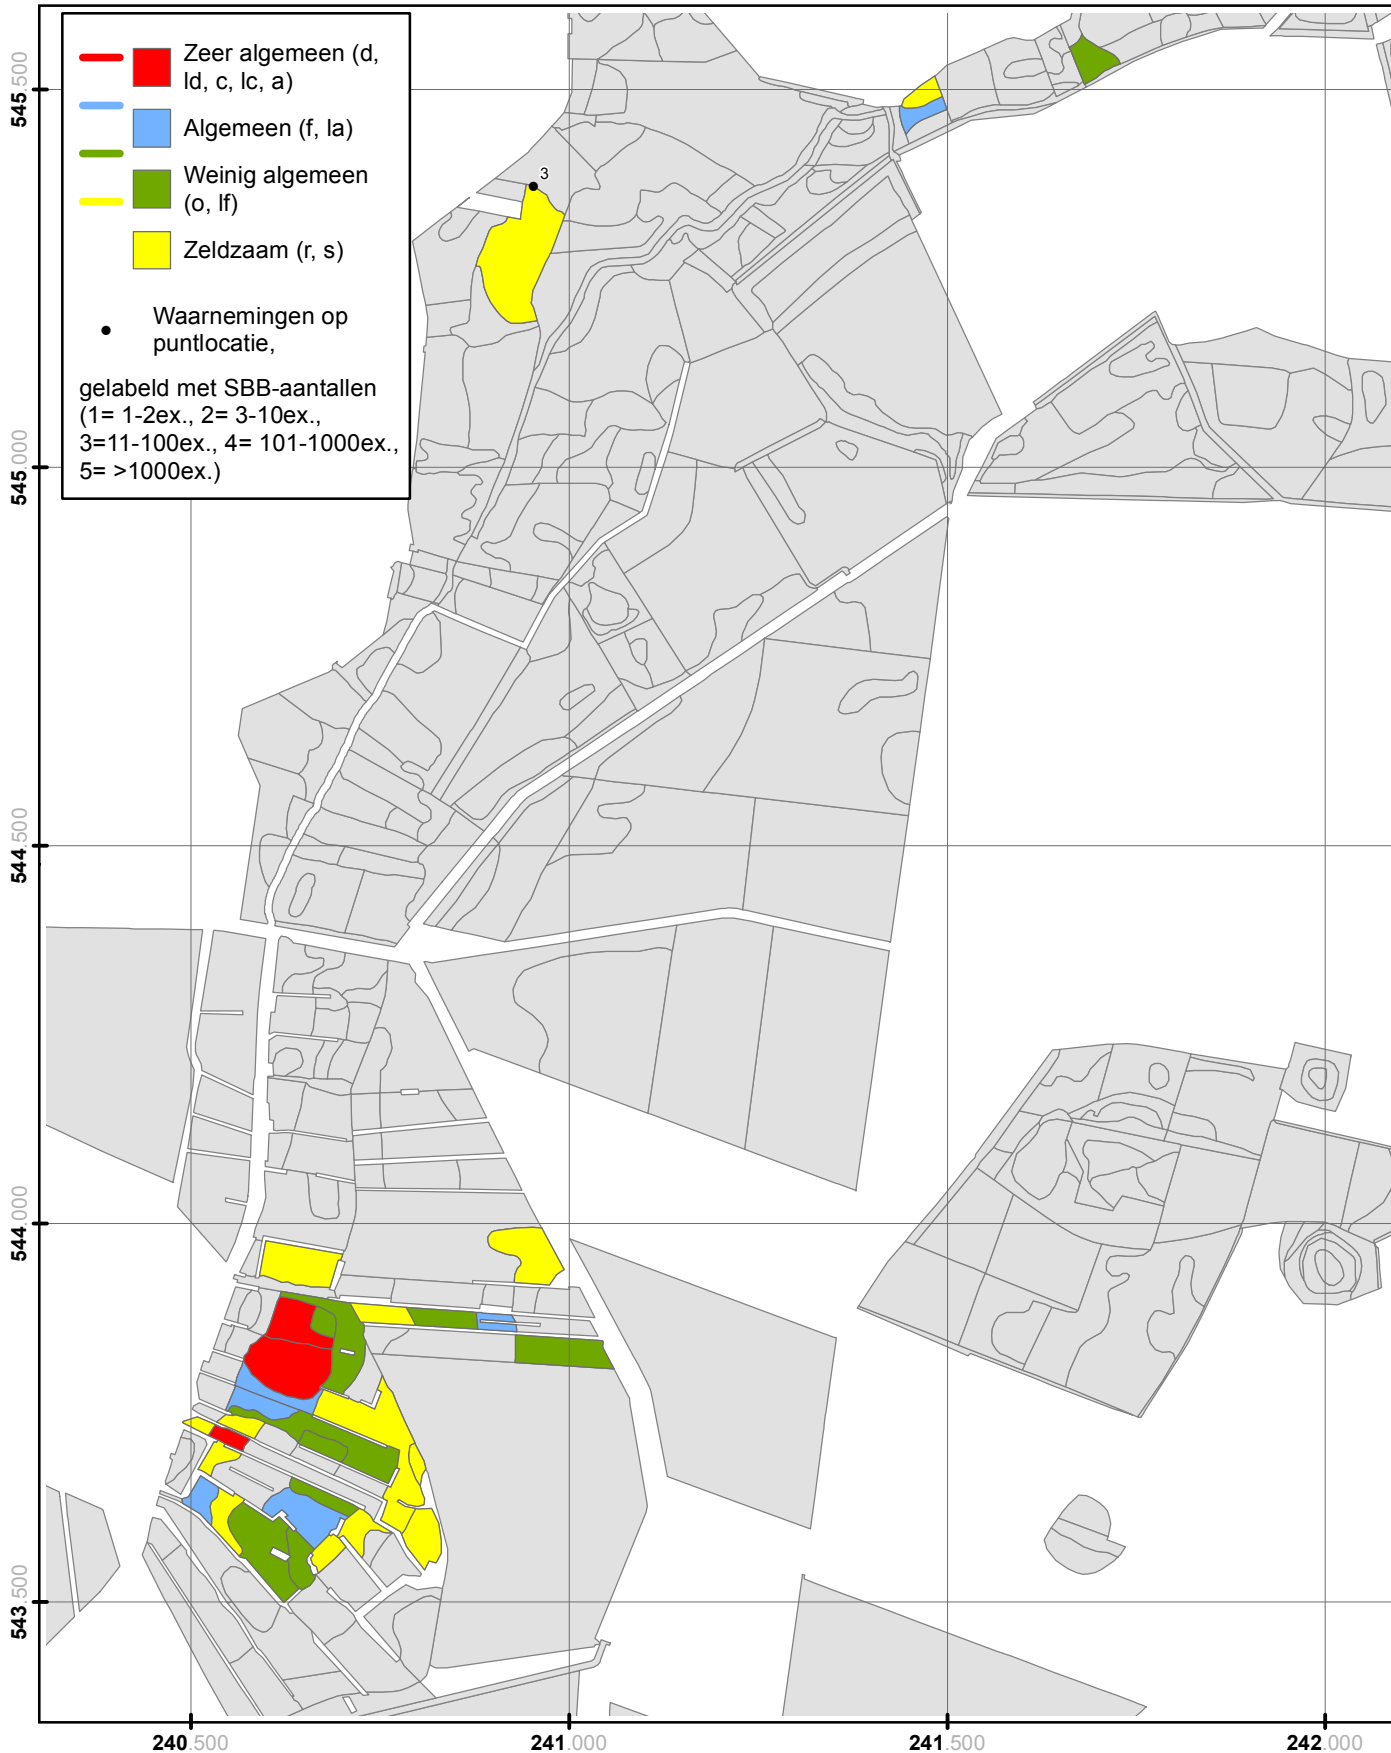 Zeer algemeen (d,
ld, c, lc, a)
Algemeen (f, la)
Weinig algemeen
(o, lf)
Zeldzaam (r, s)
Waarnemingen op
puntlocatie,
gelabeld met SBB-aantallen
(1= 1-2ex., 2= 3-10ex.,
3=11-100ex., 4= 101-1000ex.,
5= >1000ex.)
3
545.500
545.000
544.500
544.000
543.500
240.500
241.000
241.500
242.000